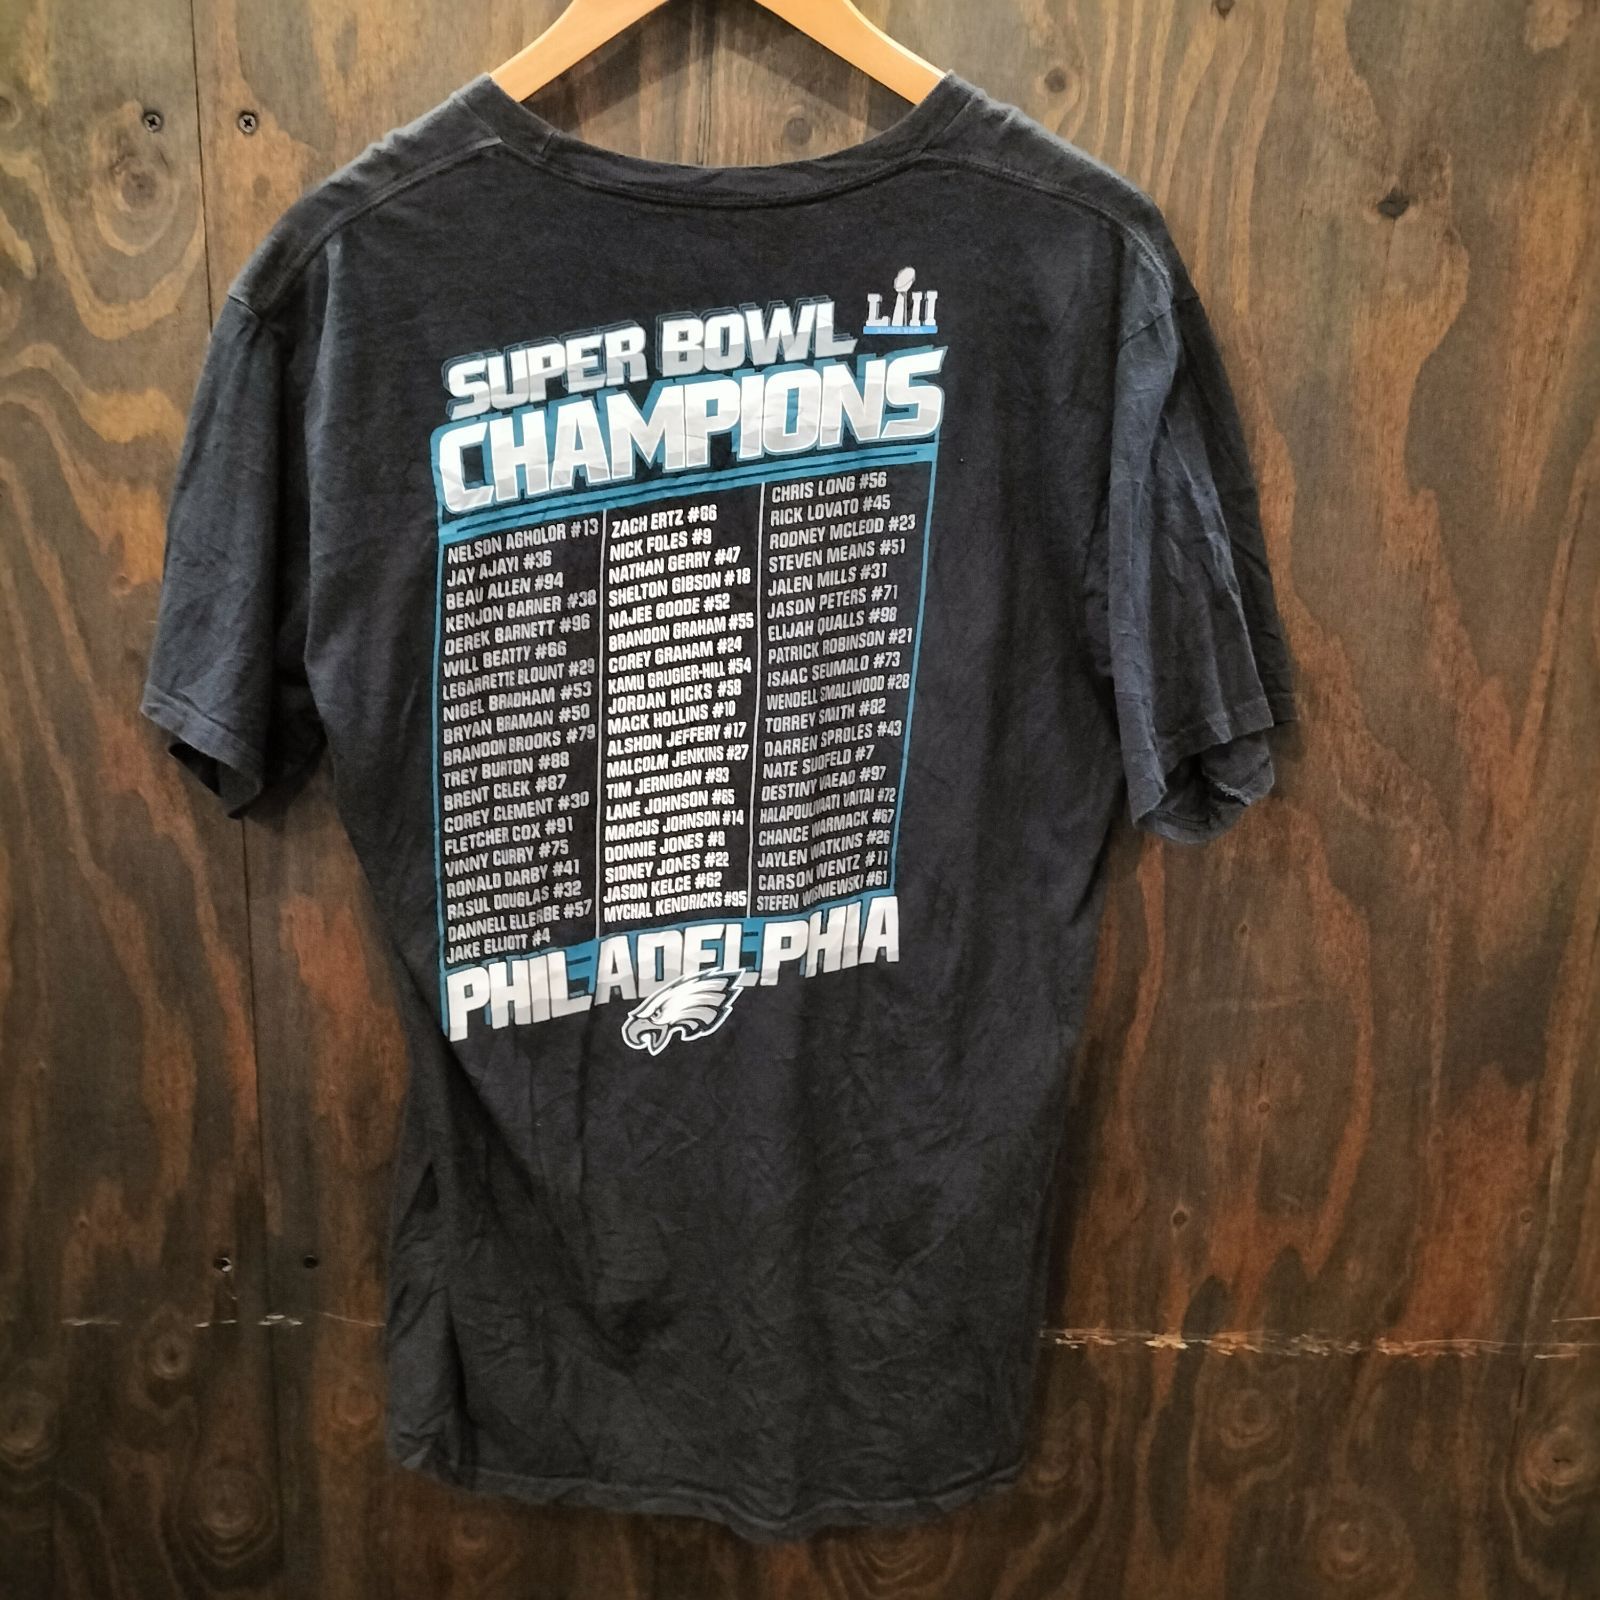 LII
SUPER BOWL
SUPER BOWL
CHAMPIONS
NELSON AGHOLOR #13
JAY AJAYI #36
BEAU ALLEN #94
KENJON BARNER #38
DEREK BARNETT #96
WILL BEATTY #66
LEGARRETTE BLOUNT #29
NIGEL BRADHAM #53
BRYAN BRAMAN #50
BRANDON BROOKS #79
TREY BURTON #88
BRENT CELEK #87
COREY CLEMENT #30
FLETCHER COX #91
VINNY CURRY #75
RONALD DARBY #41
RASUL DOUGLAS #32
DANNELL ELLERBE #57
JAKE ELLIOTT #4
ZACH ERTZ #86
NICK FOLES #9
NATHAN GERRY #47
SHELTON GIBSON #18
NAJEE GOODE #52
BRANDON GRAHAM #55
COREY GRAHAM #24
KAMU GRUGIER-HILL #54
JORDAN HICKS #58
MACK HOLLINS #10
ALSHON JEFFERY #17
MALCOLM JENKINS #27
TIM JERNIGAN #93
LANE JOHNSON #65
MARCUS JOHNSON #14
DONNIE JONES #8
SIDNEY JONES #22
JASON KELCE #62
MYCHAL KENDRICKS #95
CHRIS LONG #56
RICK LOVATO #45
RODNEY MCLEOD #23
STEVEN MEANS #51
JALEN MILLS #31
JASON PETERS #71
ELIJAH QUALLS #98
PATRICK ROBINSON #21
ISAAC SEUMALO #73
WENDELL SMALLWOOD #28
TORREY SMITH #82
DARREN SPROLES #43
NATE SUDFELD #7
DESTINY VAEAO #97
HALAPOULIVAATI VAITAI #72
CHANCE WARMACK #67
JAYLEN WATKINS #26
CARSON WENTZ #11
STEFEN WISNIEWSKI #61
PHILADELPHIA